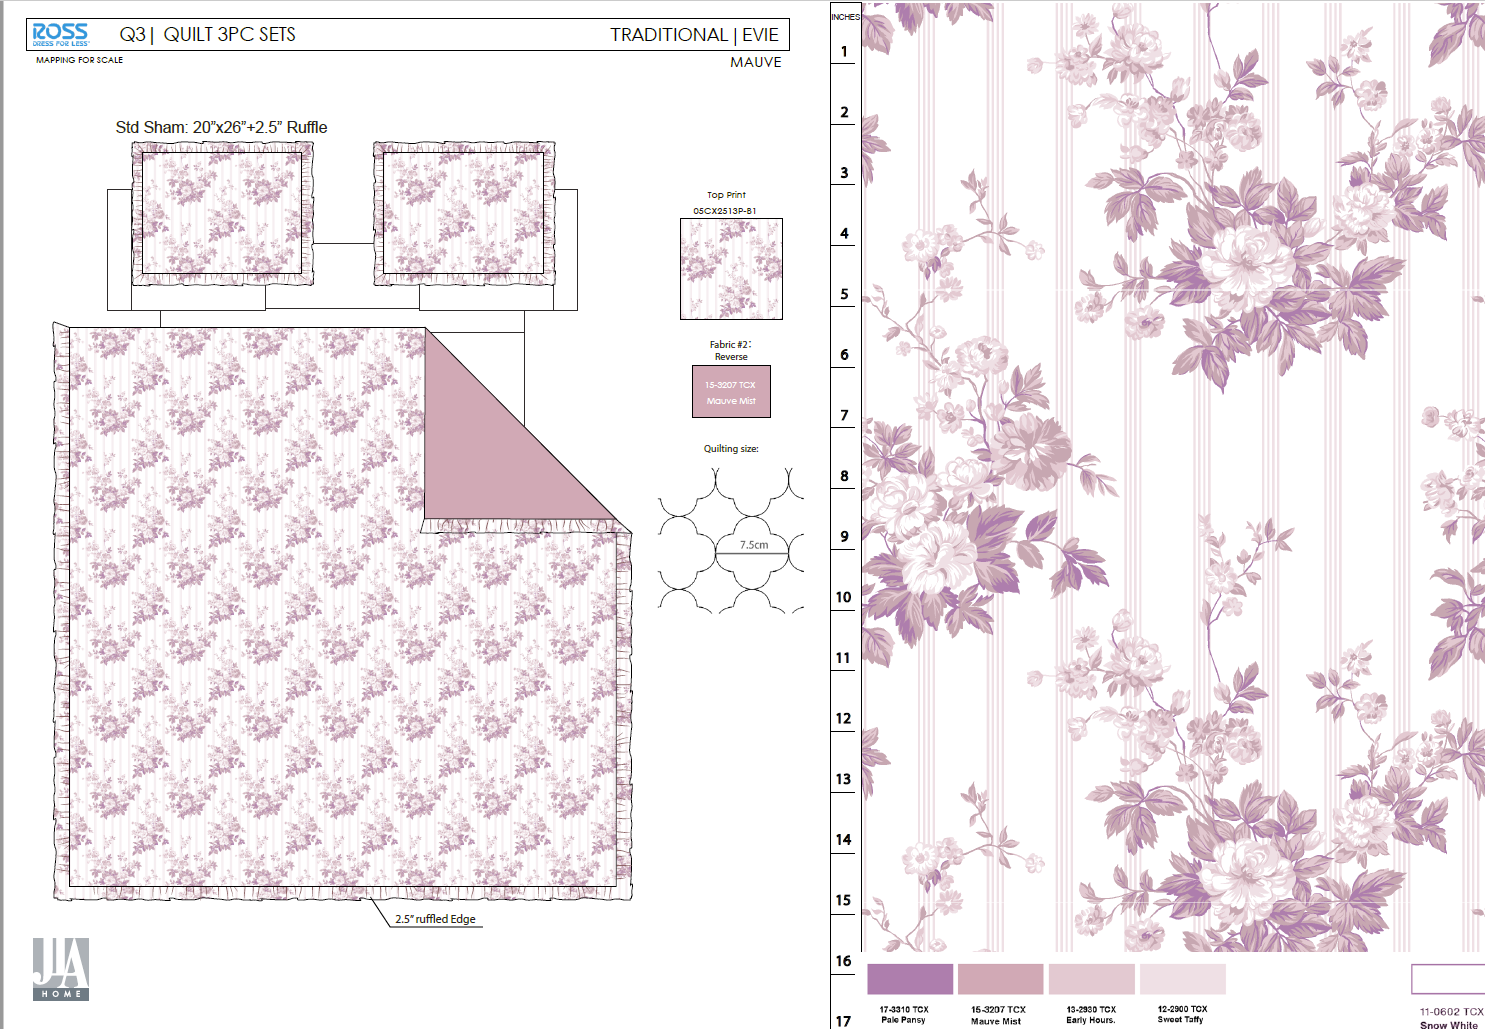 ROSS
DRESS FOR LESS
Q3| QUILT 3PC SETS
TRADITIONAL | EVIE
MAPPING FOR SCALE
MAUVE
Std Sham: 20”x26”+2.5” Ruffle
Top Print
05CX2513P-B1
Fabric #2:
Reverse
15-3207 TCX
Mauve Mist
Quilting size:
7.5cm
2.5” ruffled Edge
JLA
HOME
INCHES
1
2
3
4
5
6
7
8
9
10
11
12
13
14
15
16
17
17-3310 TCX
Pale Pansy
15-3207 TCX
Mauve Mist
13-2930 TCX
Early Hours.
12-2900 TCX
Sweet Taffy
11-0602 TCX
Snow White